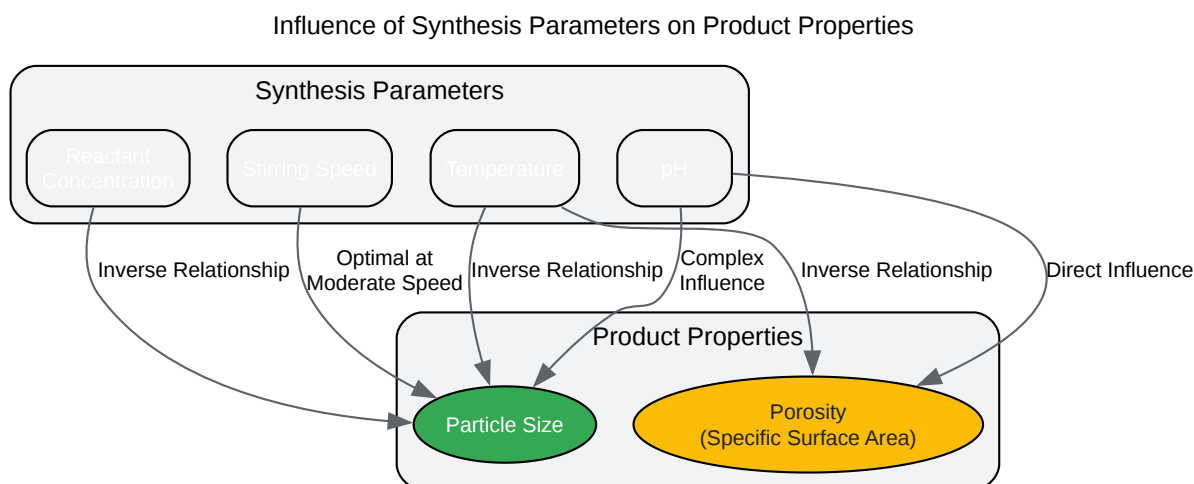 Influence of Synthesis Parameters on Product Properties
Synthesis Parameters
Reactant
Concentration
Stirring Speed
Temperature
pH
Inverse Relationship
Optimal at
Moderate Speed
Inverse Relationship
Complex
Influence
Inverse Relationship
Direct Influence
Product Properties
Particle Size
Porosity
(Specific Surface Area)